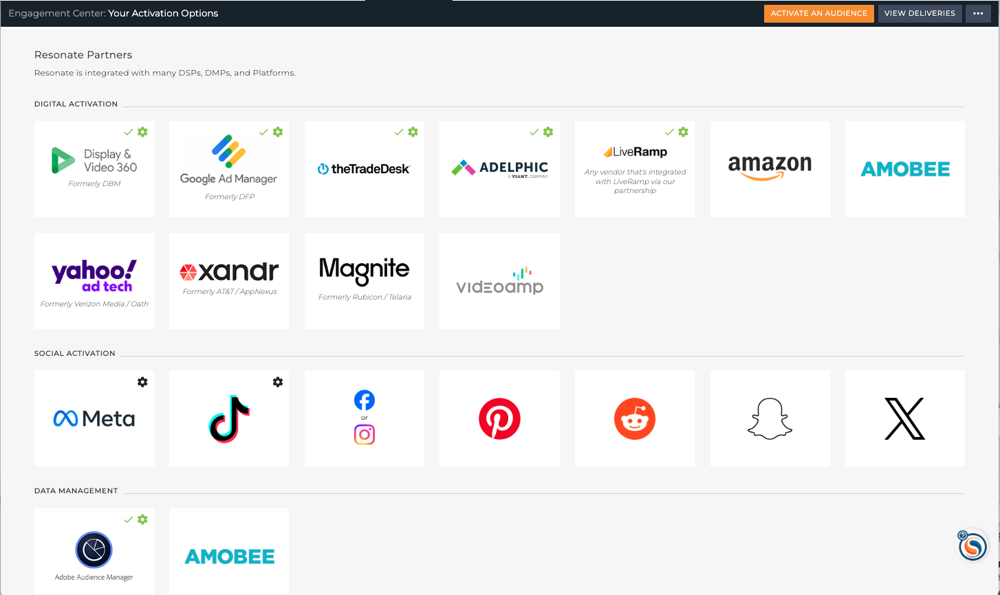 Engagement Center: Your Activation Options
ACTIVATE AN AUDIENCE
VIEW DELIVERIES
•••
Resonate Partners
Resonate is integrated with many DSPs, DMPs, and Platforms.
DIGITAL ACTIVATION
Display &
Video 360
Formerly DBM
Google Ad Manager
Formerly DFP
theTradeDesk
ADELPHIC
A VIANT. COMPANY
LiveRamp
Any vendor that's integrated
with LiveRamp via our
partnership
amazon
AMOBEE
yahoo!
ad tech
Formerly Verizon Media / Oath
xandr
Formerly AT&T / AppNexus
Magnite
Formerly Rubicon / Telaria
videoamp
SOCIAL ACTIVATION
Meta
or
DATA MANAGEMENT
Adobe Audience Manager
AMOBEE
?